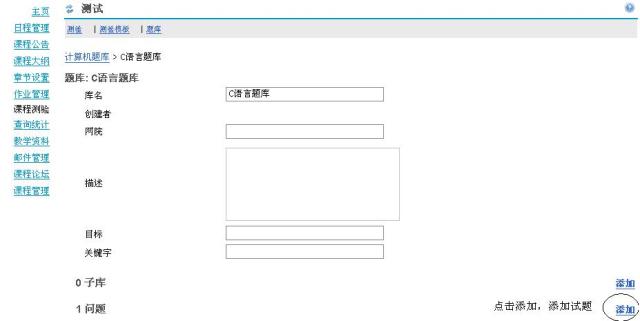 主页
日程管理
课程公告
课程大纲
章节设置
作业管理
课程测验
查询统计
教学资料
邮件管理
课程论坛
课程管理
测试
测验 | 测验模板 | 题库
计算机题库 > C语言题库
题库: C语言题库
库名 C语言题库
创建者
网院
描述
目标
关键字
0 子库 添加
1 问题 点击添加，添加试题 添加